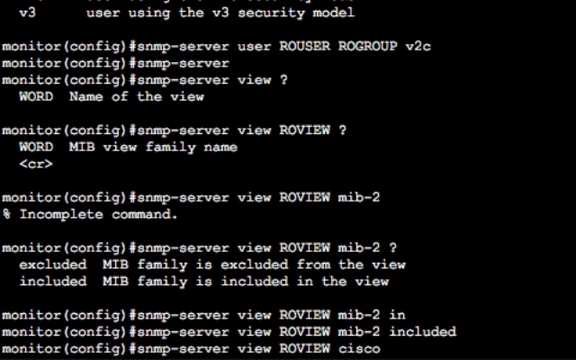 v3 user using the v3 security model
monitor(config)#snmp-server user ROUSER ROGROUP v2c
monitor(config)#snmp-server
monitor(config)#snmp-server view ?
WORD Name of the view
monitor(config)#snmp-server view ROVIEW ?
WORD MIB view family name
<cr>
monitor(config)#snmp-server view ROVIEW mib-2
% Incomplete command.
monitor(config)#snmp-server view ROVIEW mib-2 ?
excluded MIB family is excluded from the view
included MIB family is included in the view
monitor(config)#snmp-server view ROVIEW mib-2 in
monitor(config)#snmp-server view ROVIEW mib-2 included
monitor(config)#snmp-server view ROVIEW cisco